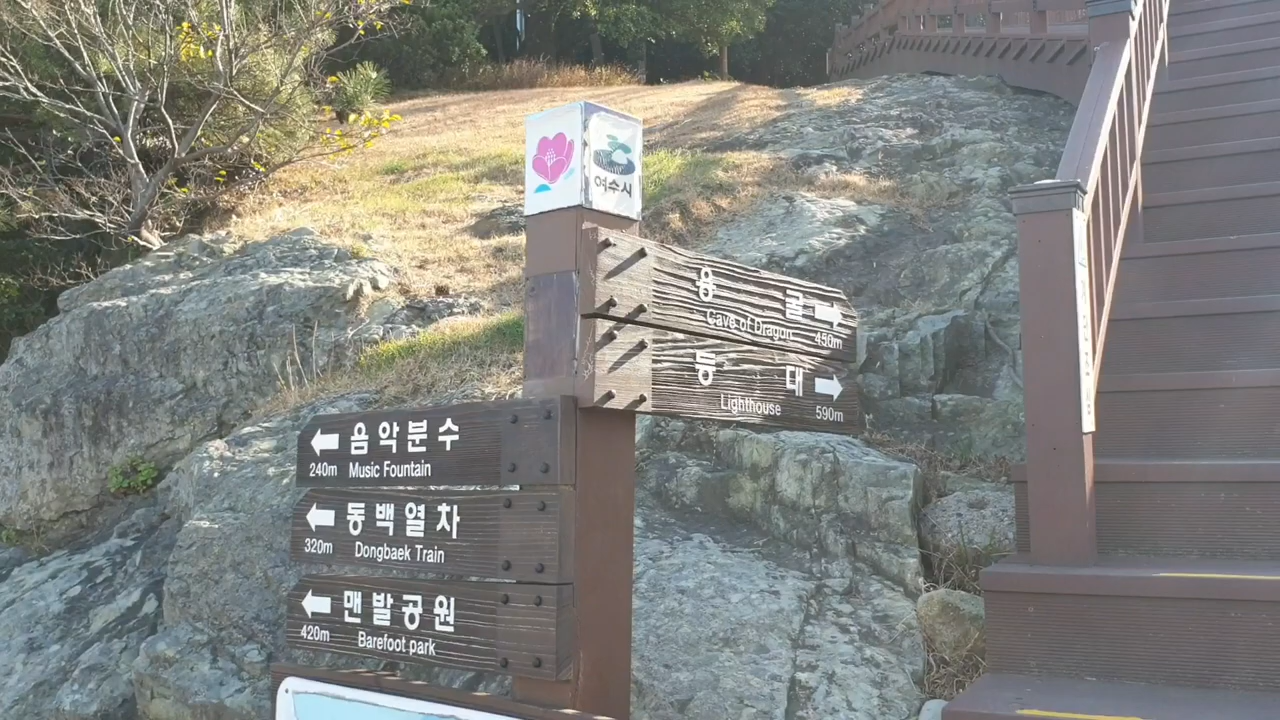 여수시
용 굴
Cave of Dragon 450m
등 대
Lighthouse 590m
음악분수
240m Music Fountain
동백열차
320m Dongbaek Train
맨발공원
420m Barefoot park